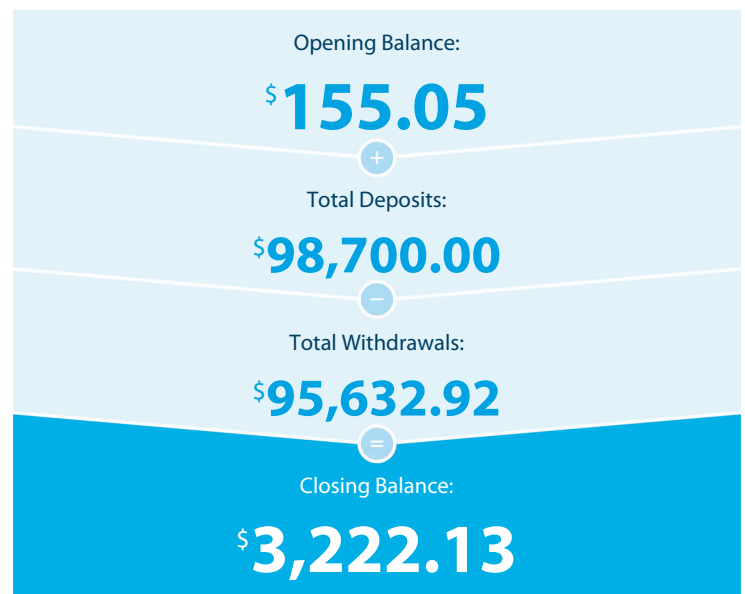 Opening Balance:
$155.05
+
Total Deposits:
$98,700.00
−
Total Withdrawals:
$95,632.92
=
Closing Balance:
$3,222.13